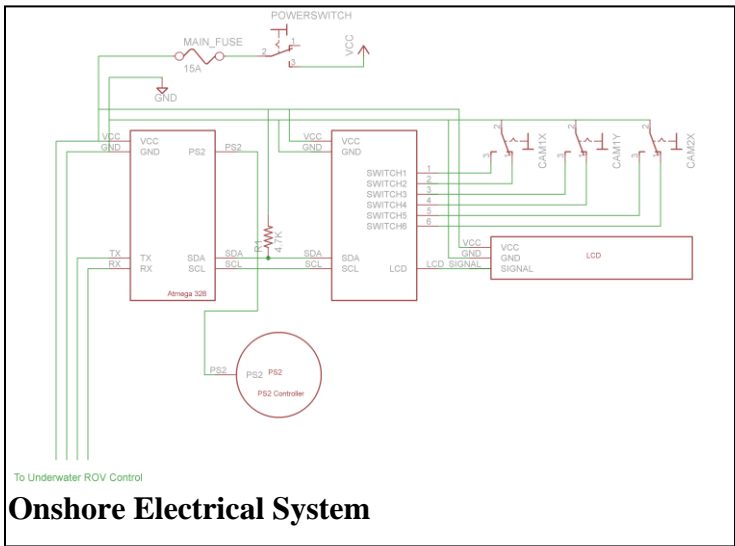 POWERSWITCH
MAIN_FUSE
15A
2
1
3
VCC
GND
VCC
GND
VCC
GND
PS2
PS2
TX
RX
TX
RX
SDA
SCL
SDA
SCL
Atmega 328
R1
4.7K
VCC
GND
VCC
GND
SWITCH1
SWITCH2
SWITCH3
SWITCH4
SWITCH5
SWITCH6
1
2
3
4
5
6
SDA
SCL
SDA
SCL
LCD
LCD_SIGNAL
2
3
1
CAM1X
2
3
1
CAM1Y
2
3
1
CAM2X
VCC
GND
VCC
GND
SIGNAL
LCD
PS2
PS2
PS2
PS2 Controller
To Underwater ROV Control
Onshore Electrical System